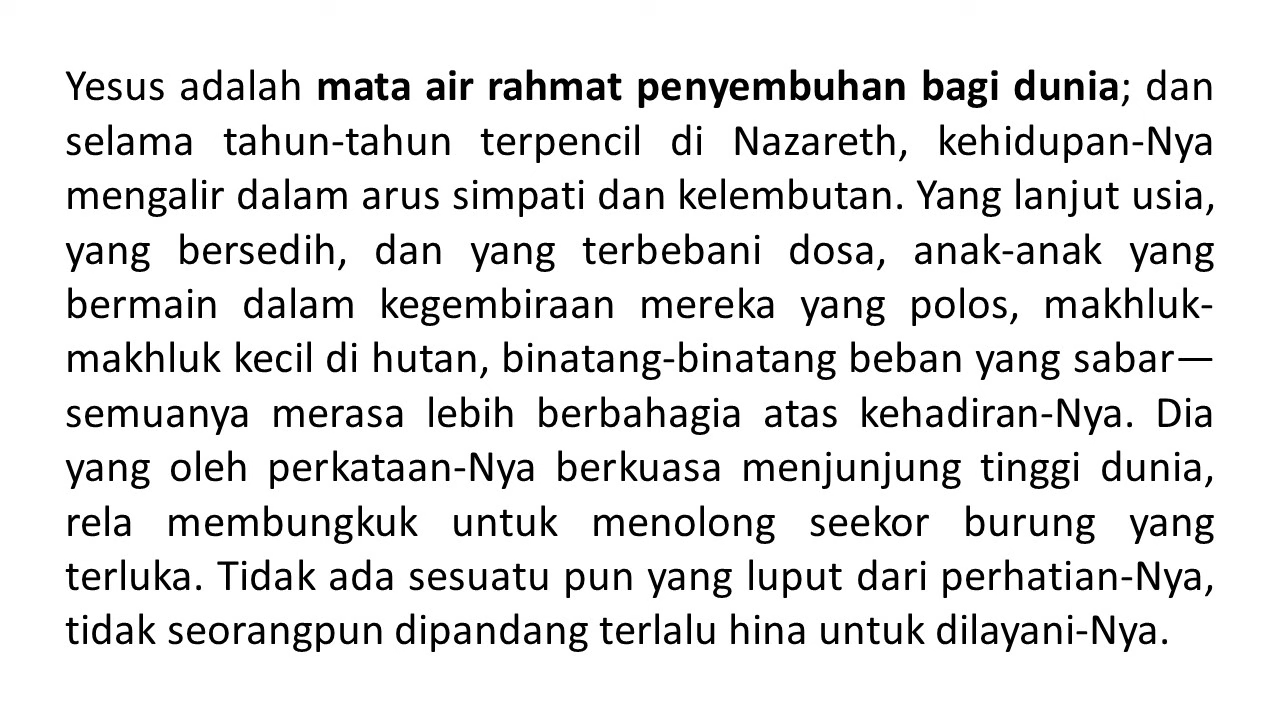 Yesus adalah mata air rahmat penyembuhan bagi dunia; dan
selama tahun-tahun terpencil di Nazareth, kehidupan-Nya
mengalir dalam arus simpati dan kelembutan. Yang lanjut usia,
yang bersedih, dan yang terbebani dosa, anak-anak yang
bermain dalam kegembiraan mereka yang polos, makhluk-
makhluk kecil di hutan, binatang-binatang beban yang sabar—
semuanya merasa lebih berbahagia atas kehadiran-Nya. Dia
yang oleh perkataan-Nya berkuasa menjunjung tinggi dunia,
rela membungkuk untuk menolong seekor burung yang
terluka. Tidak ada sesuatu pun yang luput dari perhatian-Nya,
tidak seorangpun dipandang terlalu hina untuk dilayani-Nya.